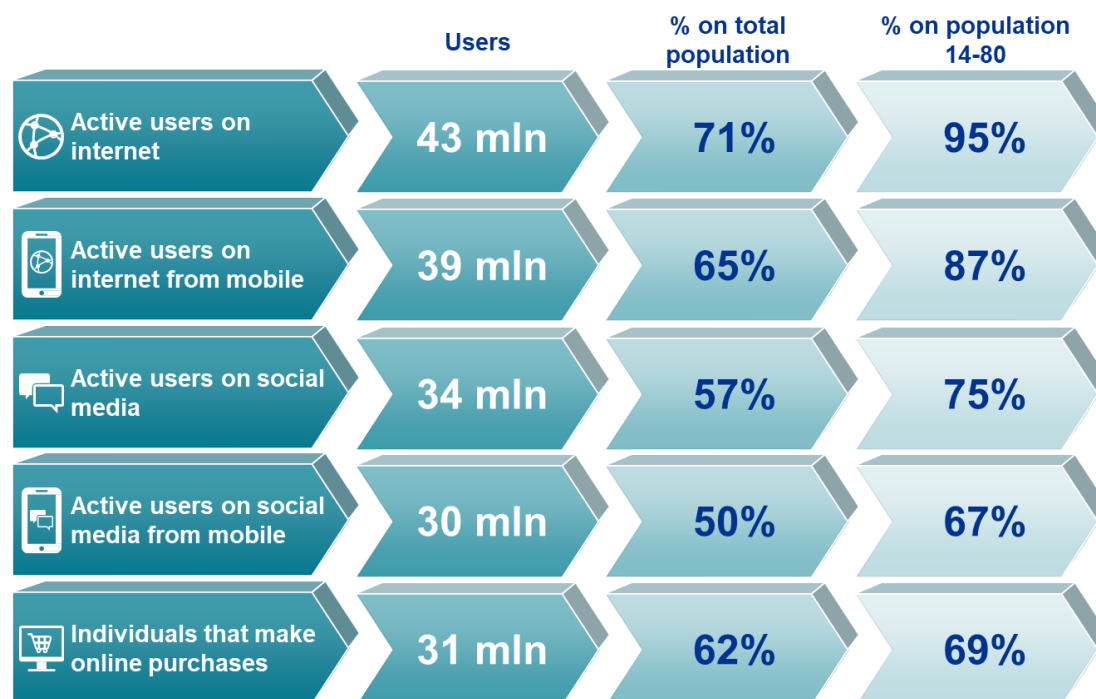 Users
% on total
population
% on population
14-80
Active users on
internet
43 mln
71%
95%
Active users on
internet from mobile
39 mln
65%
87%
Active users on social
media
34 mln
57%
75%
Active users on social
media from mobile
30 mln
50%
67%
Individuals that make
online purchases
31 mln
62%
69%